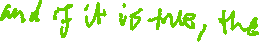 and if it is true, the